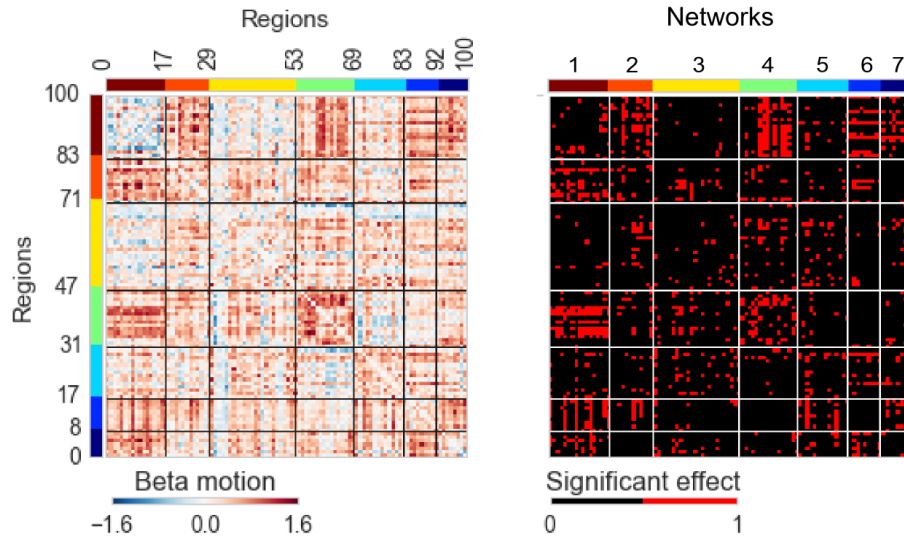 Regions
Networks
0 17 29 53 69 83 92 100
1 2 3 4 5 6 7
100
83
71
47
31
17
8
0
Regions
Beta motion
−1.6 0.0 1.6
Significant effect
0 1